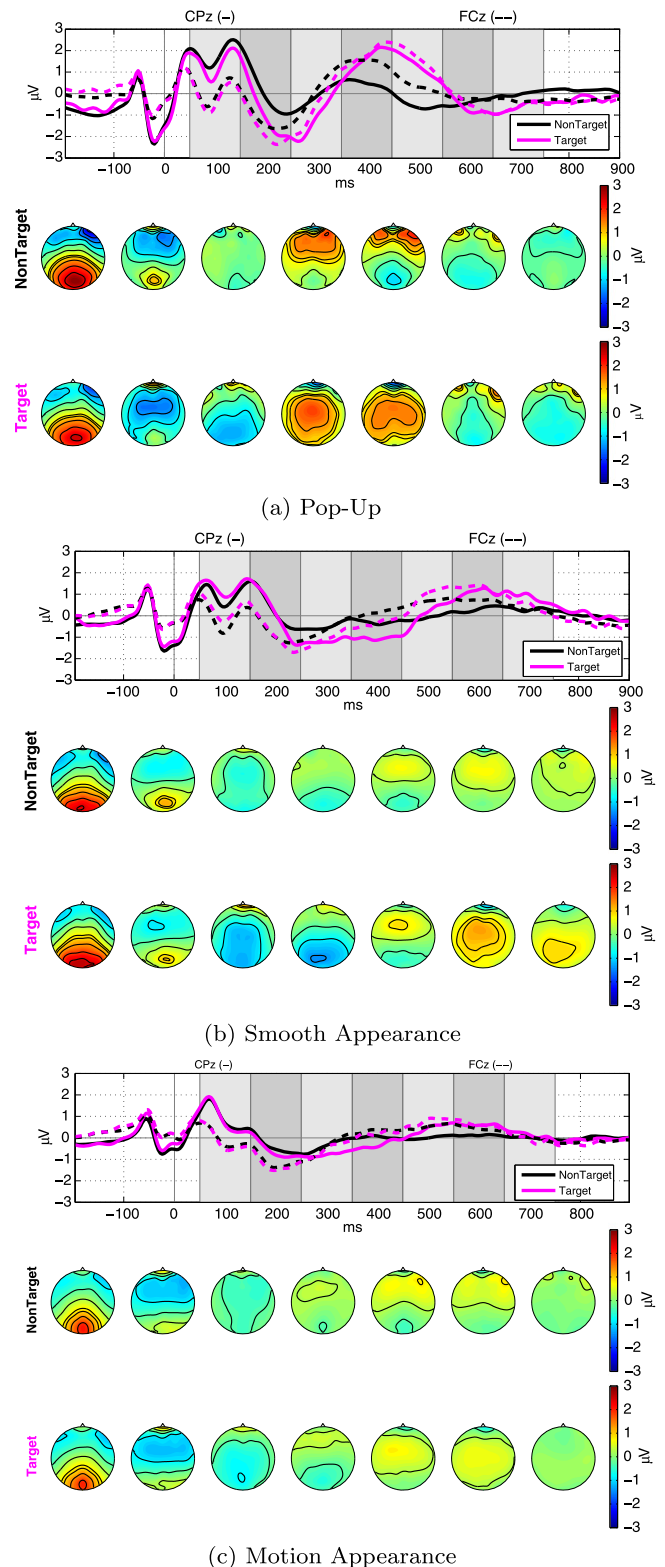 CPz (-) FCz (--)
3
2
1
0
−1
−2
−3
μV
−100 0 100 200 300 400 500 600 700 800 900
ms
NonTarget
Target
NonTarget
3
2
1
0
−1
−2
−3
μV
Target
3
2
1
0
−1
−2
−3
μV
(a) Pop-Up
CPz (-) FCz (--)
3
2
1
0
−1
−2
−3
μV
−100 0 100 200 300 400 500 600 700 800 900
ms
NonTarget
Target
NonTarget
3
2
1
0
−1
−2
−3
μV
Target
3
2
1
0
−1
−2
−3
μV
(b) Smooth Appearance
CPz (-) FCz (--)
3
2
1
0
−1
−2
−3
μV
−100 0 100 200 300 400 500 600 700 800
ms
NonTarget
Target
NonTarget
3
2
1
0
−1
−2
−3
μV
Target
3
2
1
0
−1
−2
−3
μV
(c) Motion Appearance